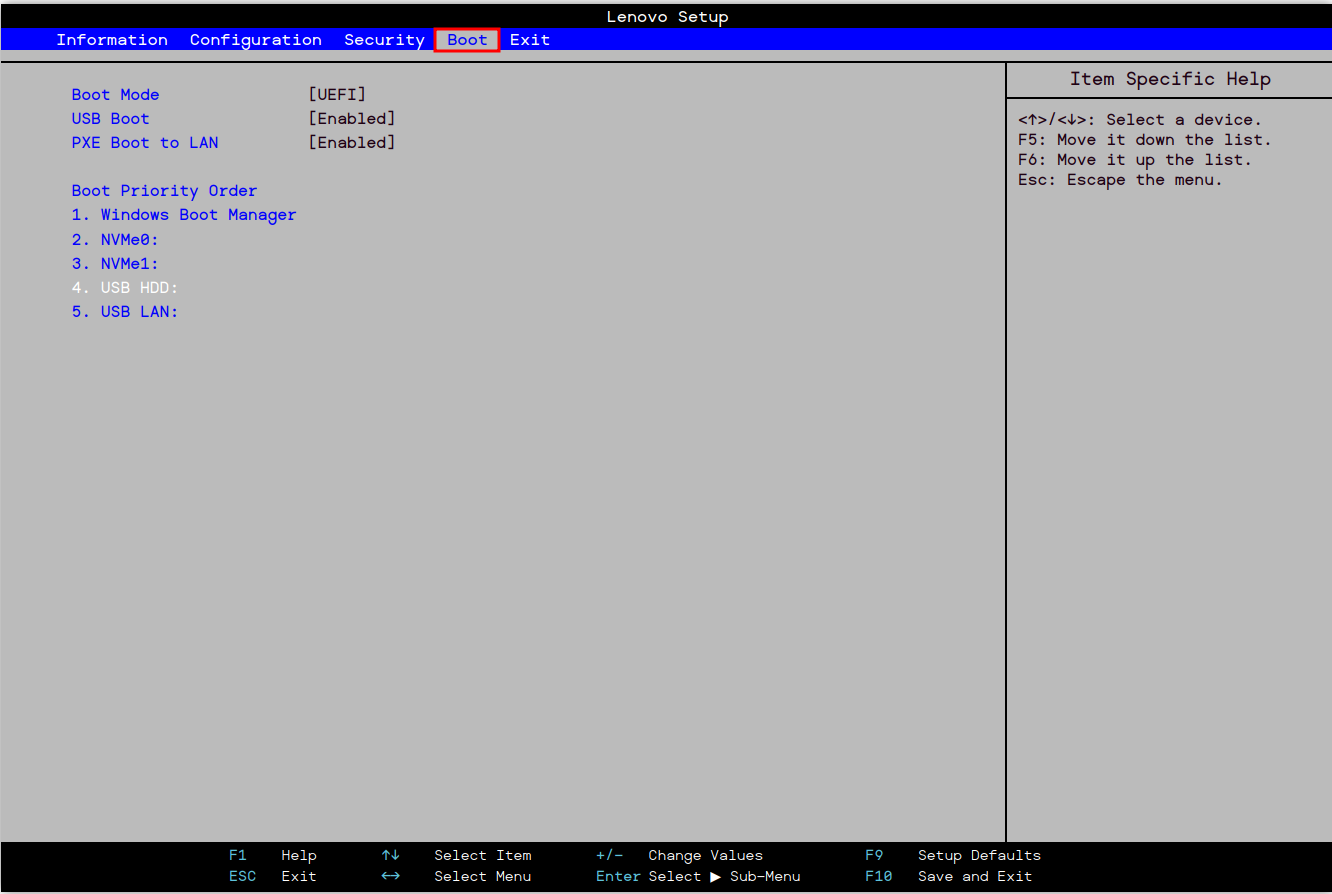 Lenovo Setup
Information Configuration Security Boot Exit
Item Specific Help
Boot Mode [UEFI]
USB Boot [Enabled]
PXE Boot to LAN [Enabled]
Boot Priority Order
1. Windows Boot Manager
2. NVMe0:
3. NVMe1:
4. USB HDD:
5. USB LAN:
<↑>/<↓>: Select a device.
F5: Move it down the list.
F6: Move it up the list.
Esc: Escape the menu.
F1 Help ↑↓ Select Item +/- Change Values F9 Setup Defaults
ESC Exit ↔ Select Menu Enter Select ▶ Sub-Menu F10 Save and Exit